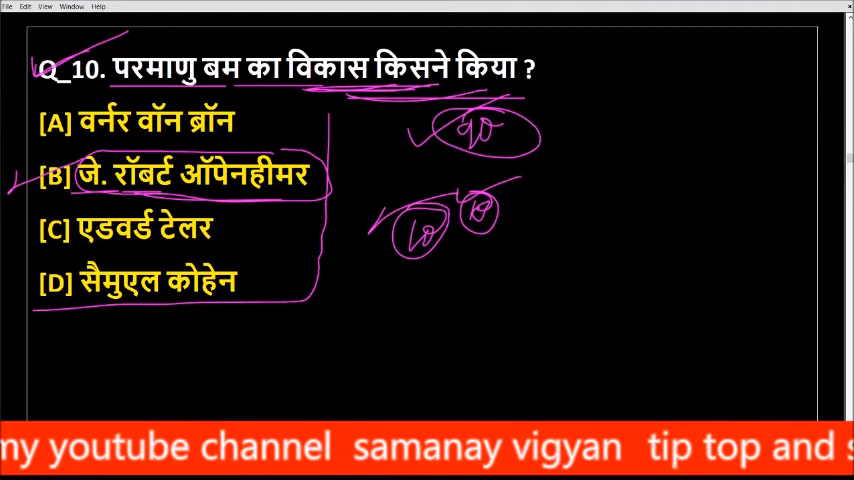 File Edit View Window Help
Q_10. परमाणु बम का विकास किसने किया ?
[A] वर्नर वॉन ब्रॉन
[B] जे. रॉबर्ट ऑपेनहीमर
[C] एडवर्ड टेलर
[D] सैमुएल कोहेन
my youtube channel samanay vigyan tip top and s